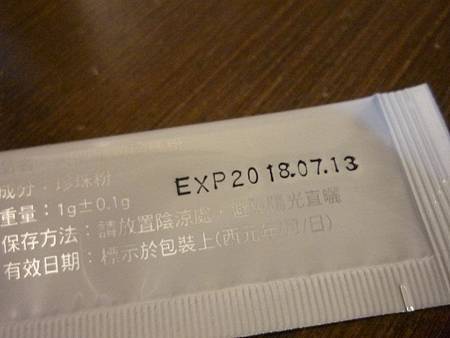 成分：珍珠粉
EXP2018.07.13
重量：1g±0.1g
保存方法：請放置陰涼處，避免陽光直曬
有效日期：標示於包裝上(西元年/月/日)